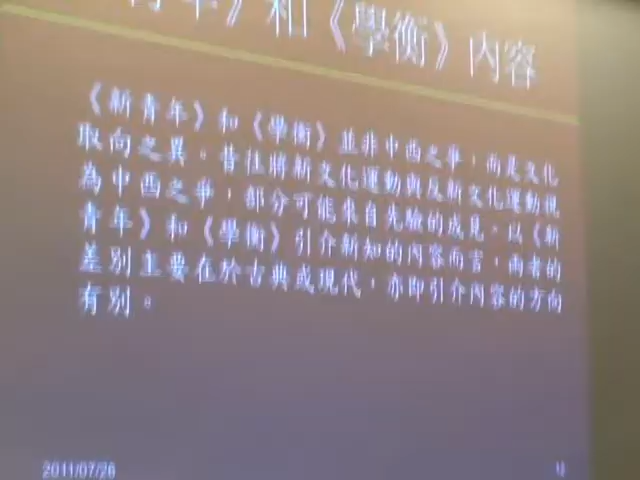 青年》和《學衡》內容
《新青年》和《學衡》並非中西之爭，而是文化
取向之異。昔往將新文化運動與反新文化運動視
為中西之爭，部分可能來自先驗的成見。以《新
青年》和《學衡》引介新知的內容而言，兩者的
差別主要在於古典或現代，亦即引介內容的方向
有別。
2011/07/26